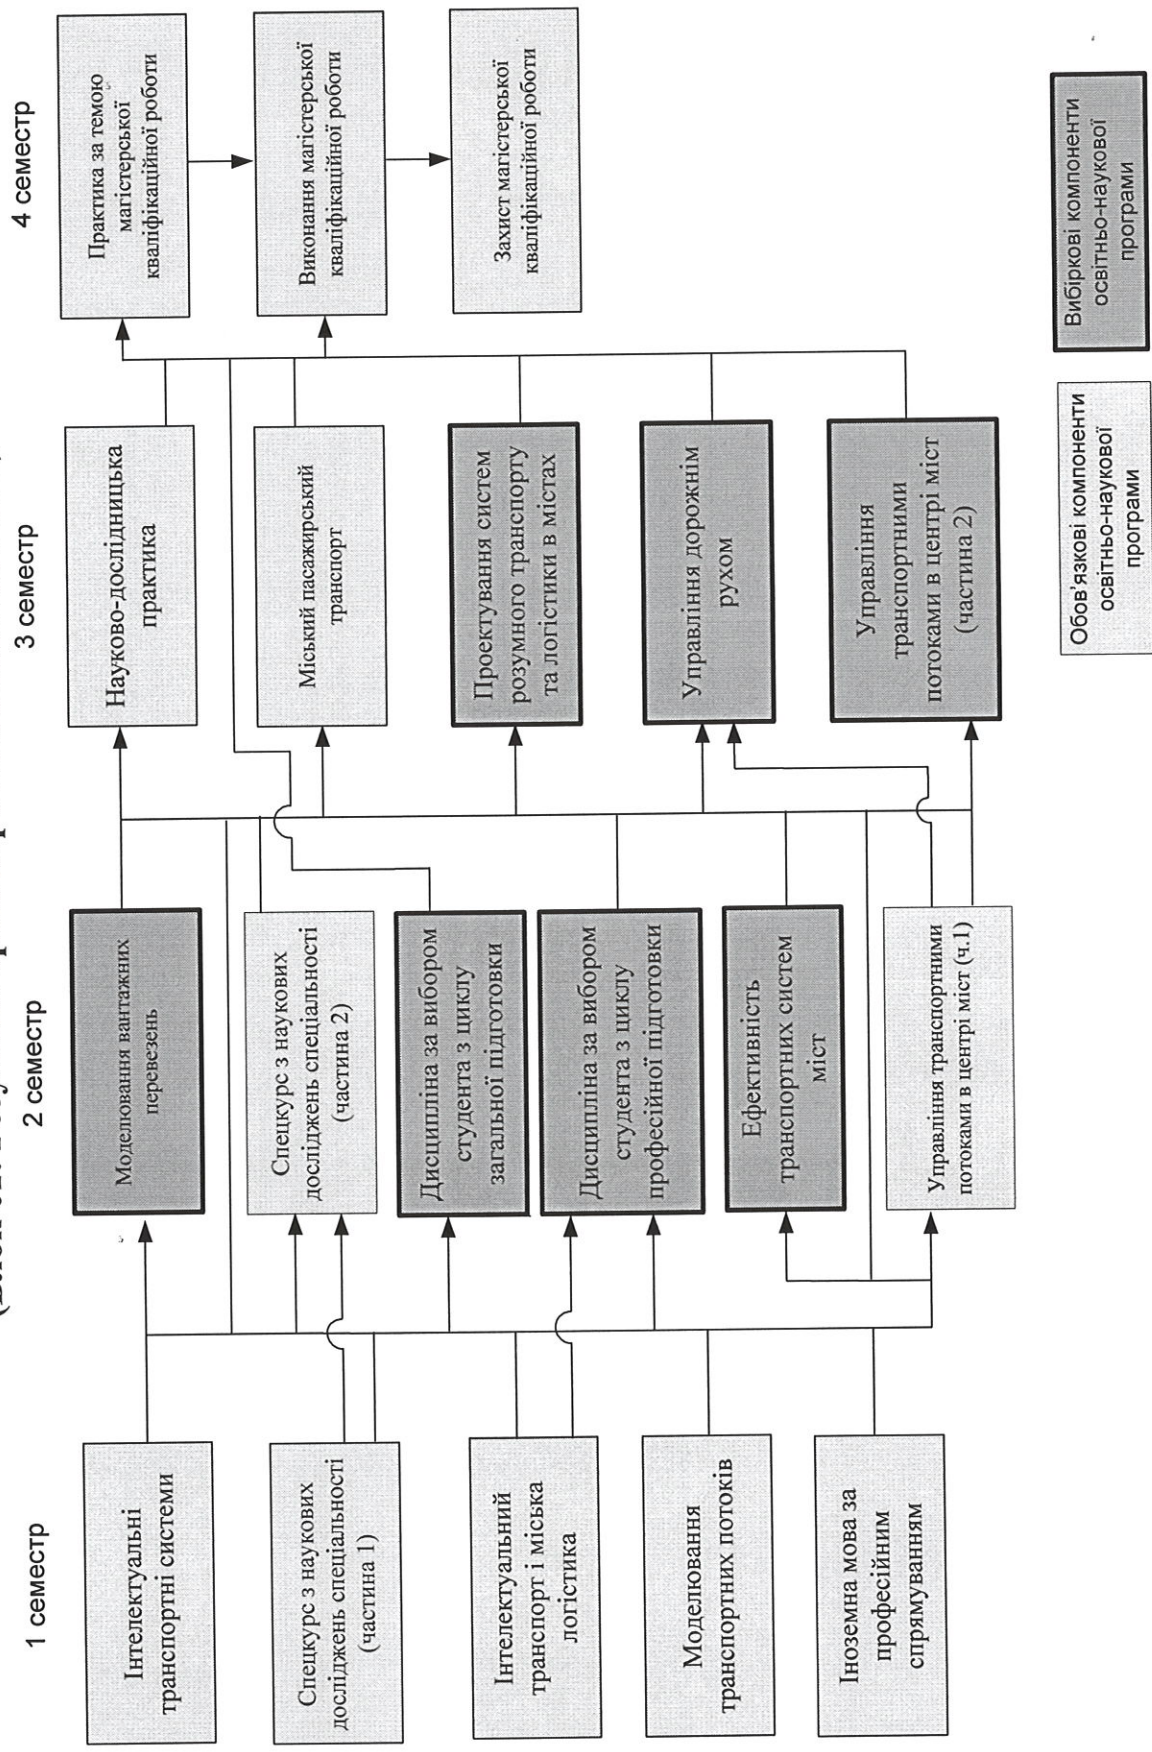 1 семестр
Інтелектуальні
транспортні системи
Спецкурс з наукових
досліджень спеціальності
(частина 1)
Інтелектуальний
транспорт і міська
логістика
Моделювання
транспортних потоків
Іноземна мова за
професійним
спрямуванням
2 семестр
Моделювання вантажних
перевезень
Спецкурс з наукових
досліджень спеціальності
(частина 2)
Дисципліна за вибором
студента з циклу
загальної підготовки
Дисципліна за вибором
студента з циклу
професійної підготовки
Ефективність
транспортних систем
міст
Управління транспортними
потоками в центрі міст (ч.1)
3 семестр
Науково-дослідницька
практика
Міський пасажирський
транспорт
Проектування систем
розумного транспорту
та логістики в містах
Управління дорожнім
рухом
Управління
транспортними
потоками в центрі міст
(частина 2)
4 семестр
Практика за темою
магістерської
кваліфікаційної роботи
Виконання магістерської
кваліфікаційної роботи
Захист магістерської
кваліфікаційної роботи
Обов’язкові компоненти
освітньо-наукової
програми
Вибіркові компоненти
освітньо-наукової
програми